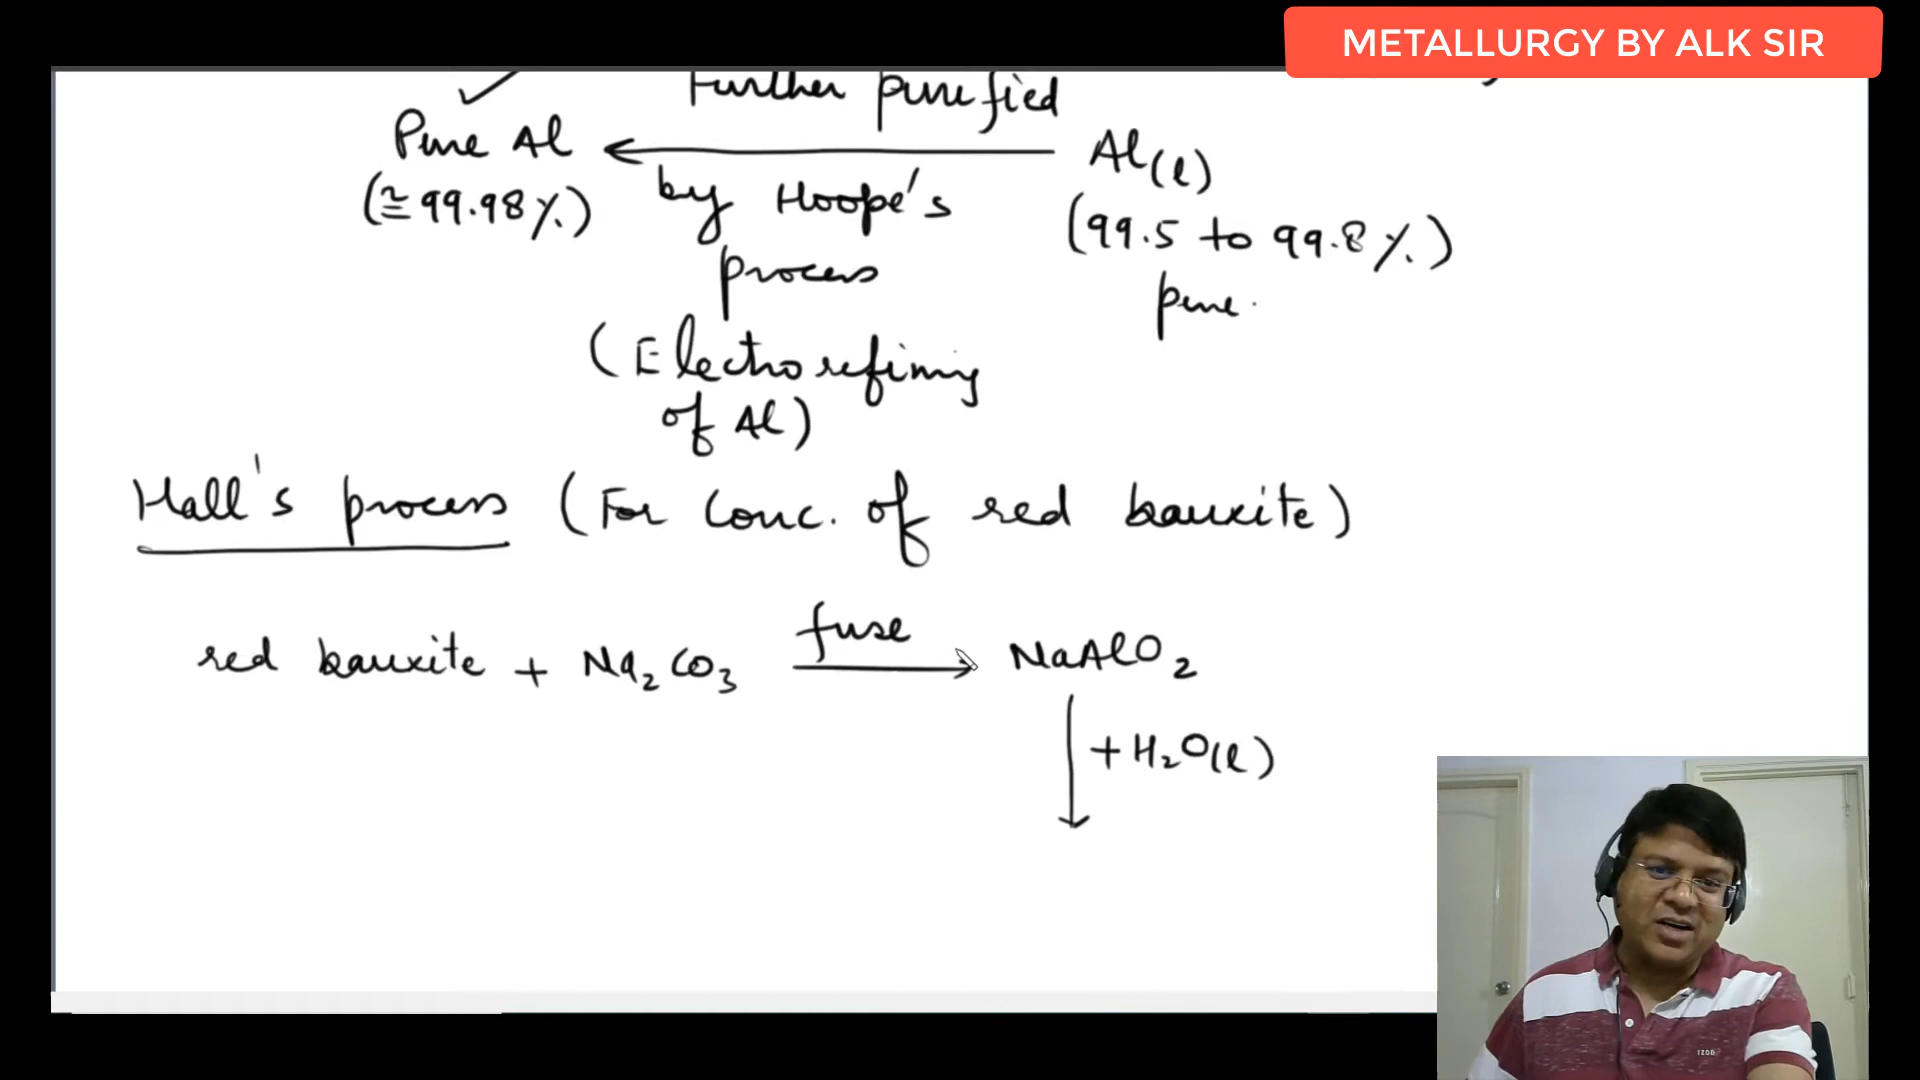 METALLURGY BY ALK SIR
Further purified
Pure Al ← Al(l)
(≅ 99.98%) by Hoope's (99.5 to 99.8%)
process pure.
(Electrorefining
of Al)
Hall's process (For conc. of red bauxite)
red bauxite + Na₂CO₃ fuse → NaAlO₂
↓ + H₂O(l)
IZOD